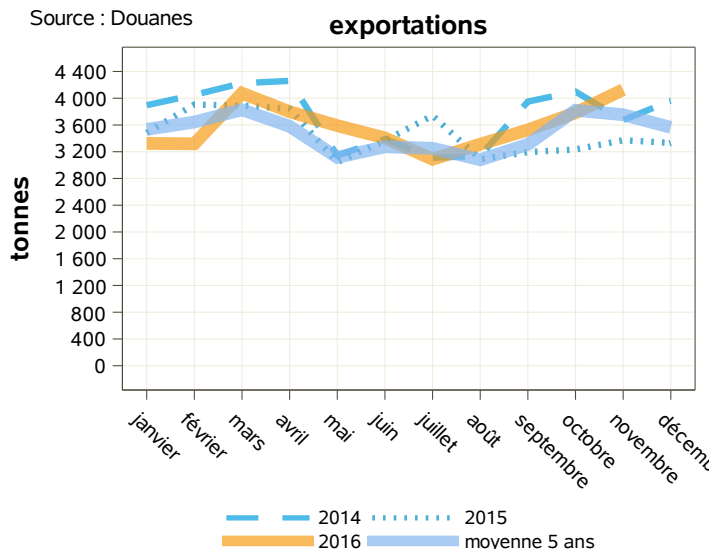 Source : Douanes
exportations
tonnes
4 400
4 000
3 600
3 200
2 800
2 400
2 000
1 600
1 200
800
400
0
janvier
février
mars
avril
mai
juin
juillet
août
septembre
octobre
novembre
décemb
2014
2015
2016
moyenne 5 ans